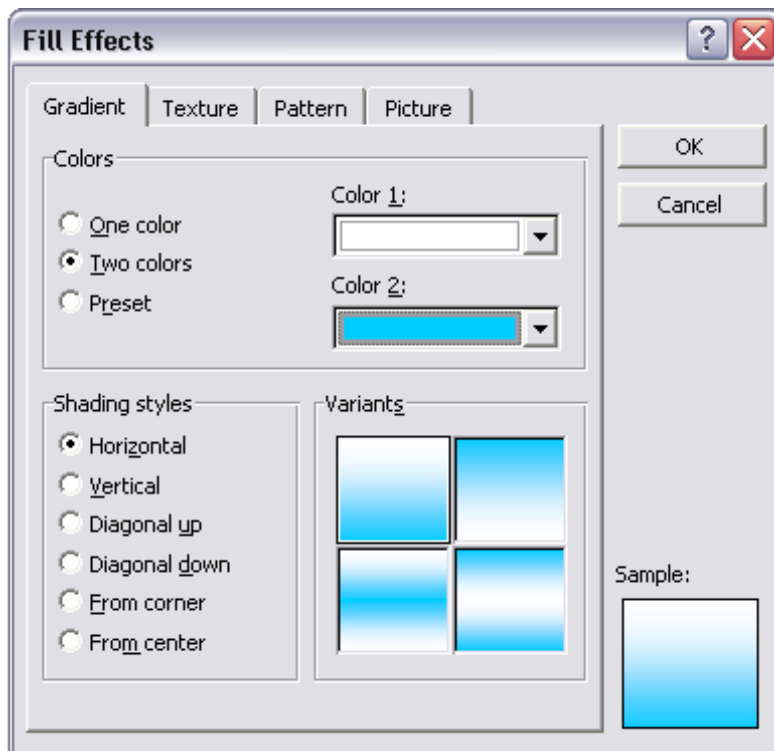 Fill Effects
?
Gradient Texture Pattern Picture
OK
Cancel
Colors
One color
Two colors
Preset
Color 1:
Color 2:
Shading styles
Horizontal
Vertical
Diagonal up
Diagonal down
From corner
From center
Variants
Sample: